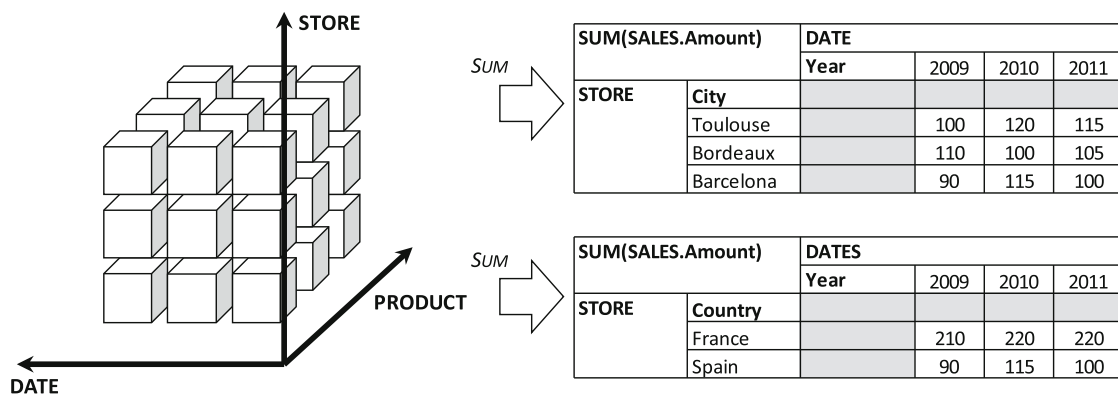 STORE
PRODUCT
DATE
SUM
SUM(SALES.Amount) DATE
Year 2009 2010 2011
STORE City
Toulouse 100 120 115
Bordeaux 110 100 105
Barcelona 90 115 100
SUM
SUM(SALES.Amount) DATES
Year 2009 2010 2011
STORE Country
France 210 220 220
Spain 90 115 100